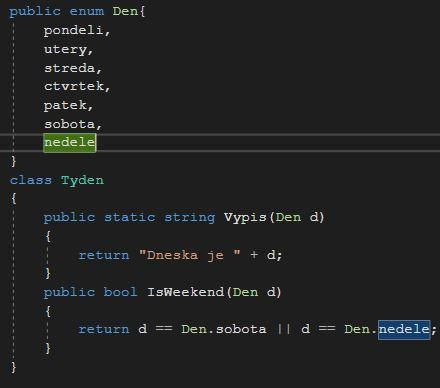 public enum Den{
pondeli,
utery,
streda,
ctvrtek,
patek,
sobota,
nedele
}
class Tyden
{
public static string Vypis(Den d)
{
return "Dneska je " + d;
}
public bool IsWeekend(Den d)
{
return d == Den.sobota || d == Den.nedele;
}
}